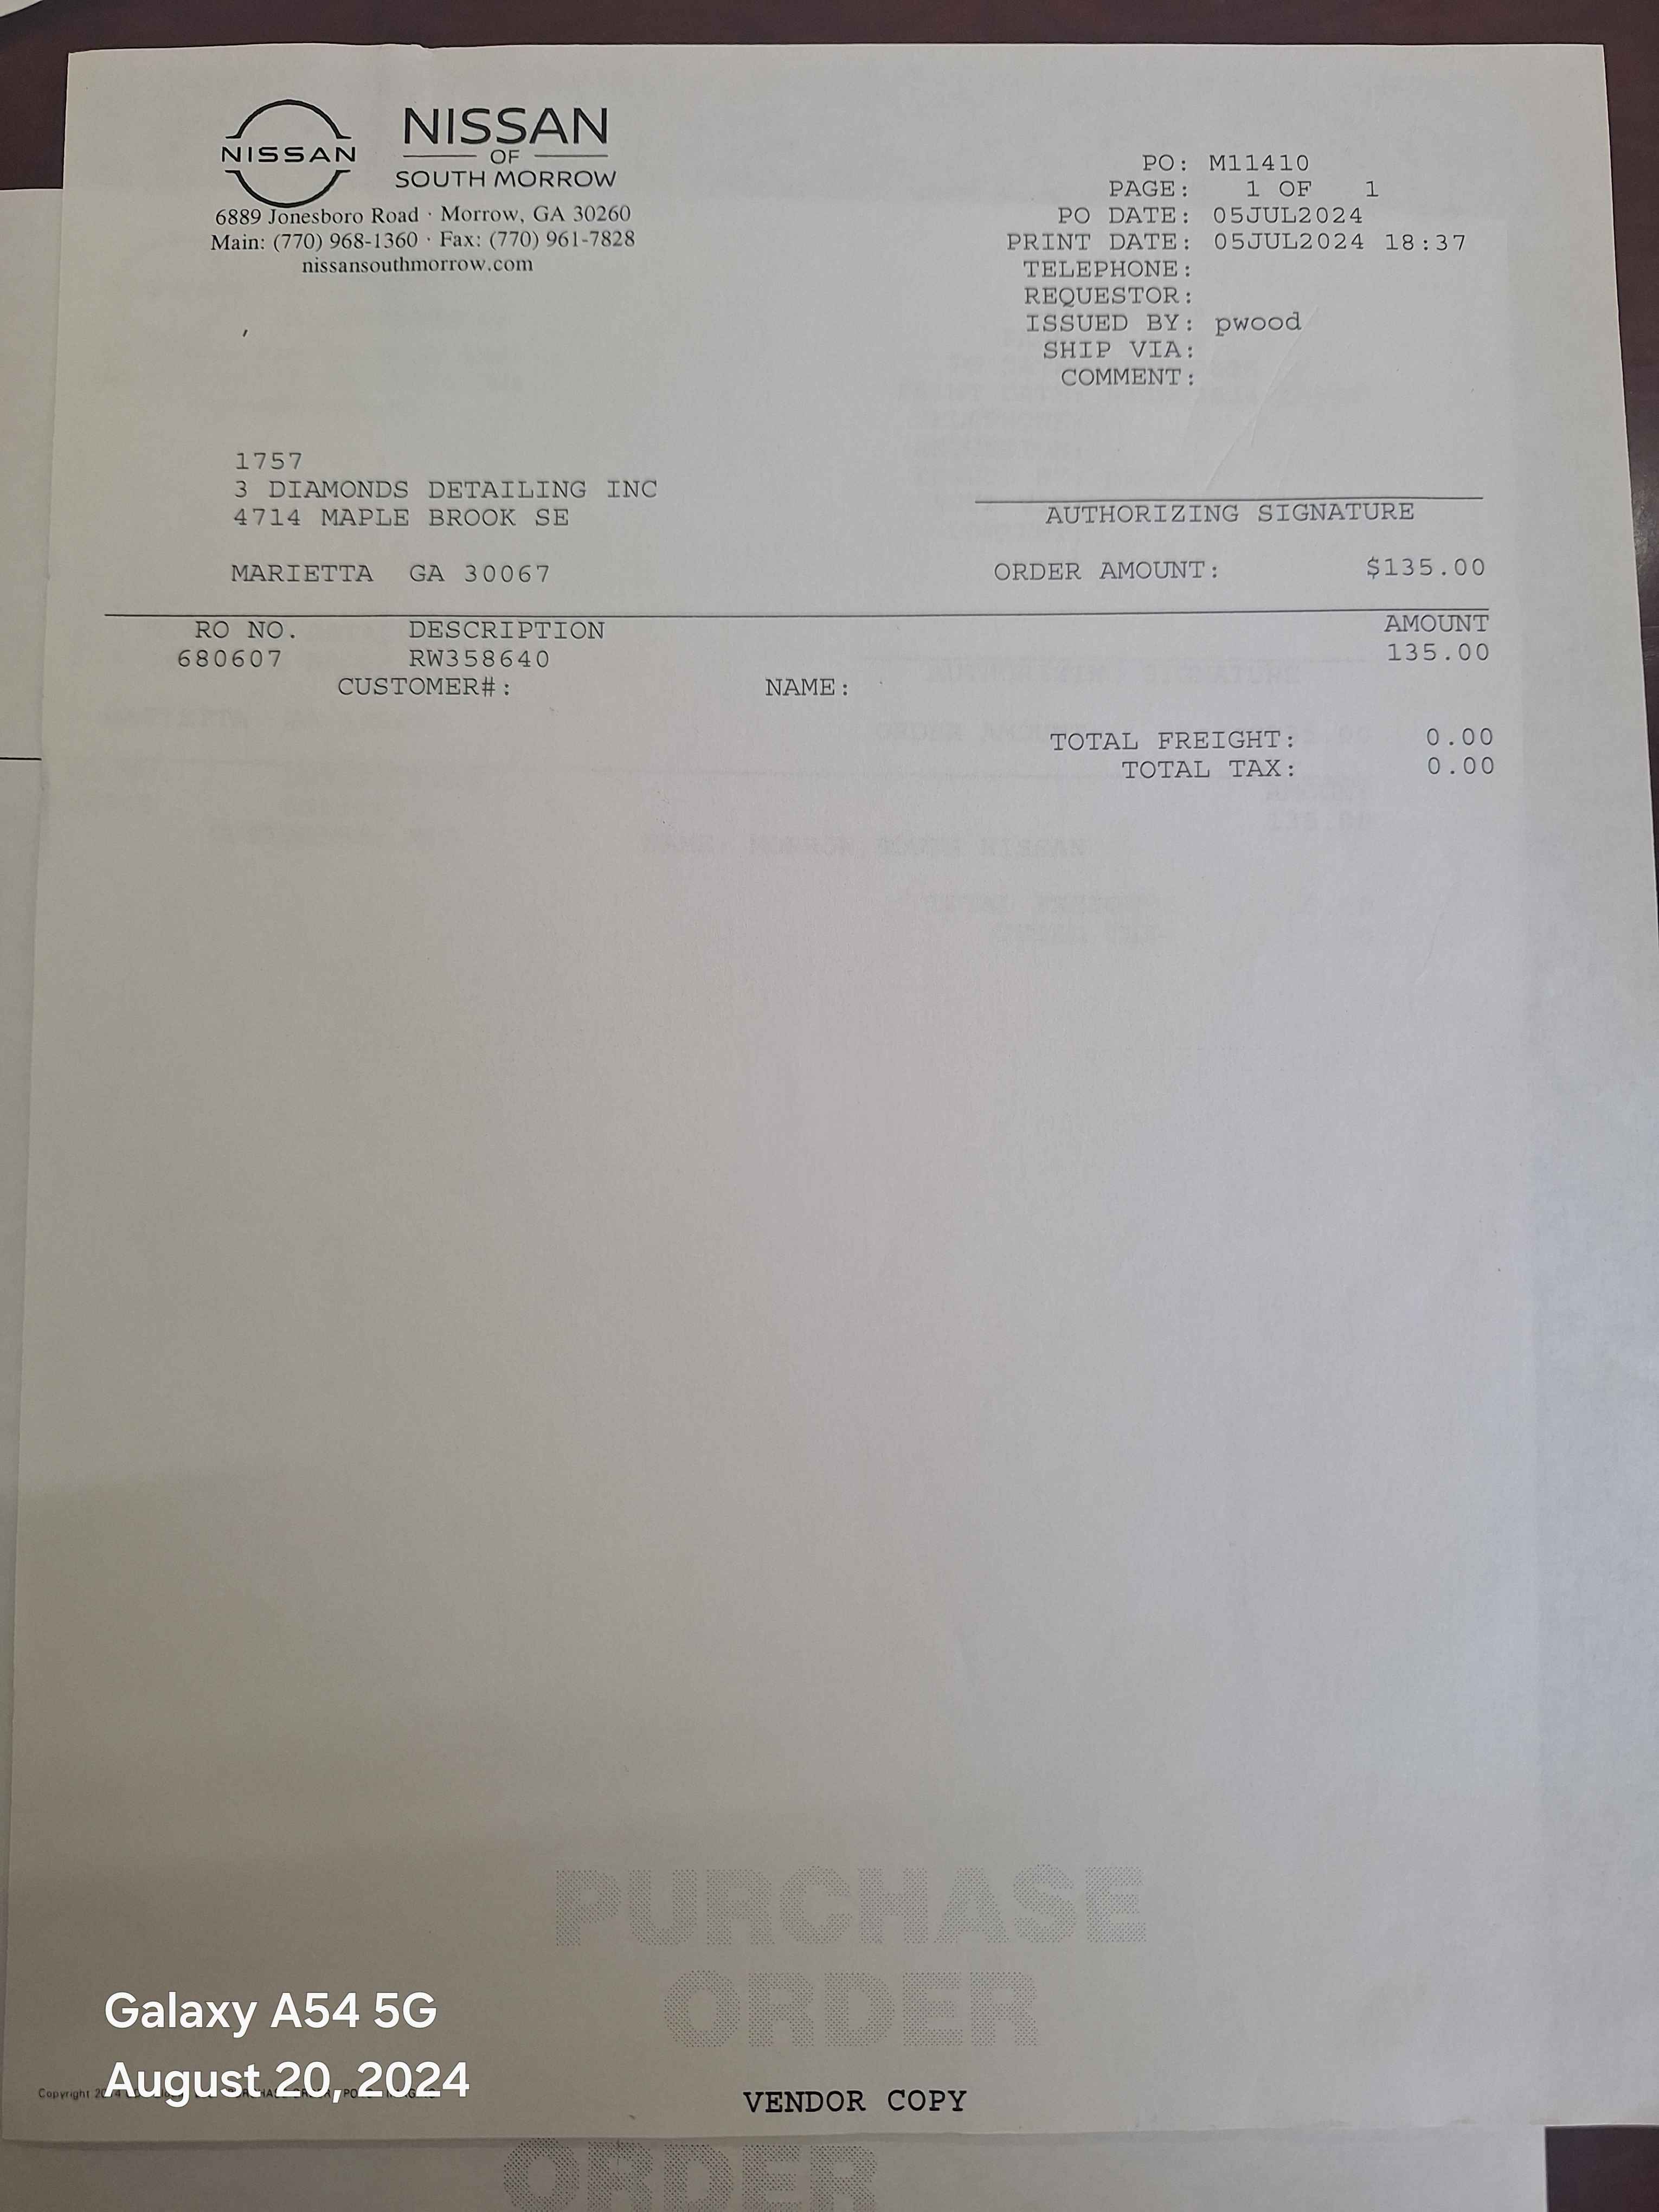 NISSAN
NISSAN
OF
SOUTH MORROW
6889 Jonesboro Road · Morrow, GA 30260
Main: (770) 968-1360 · Fax: (770) 961-7828
nissansouthmorrow.com
PO: M11410
PAGE: 1 OF 1
PO DATE: 05JUL2024
PRINT DATE: 05JUL2024 18:37
TELEPHONE:
REQUESTOR:
ISSUED BY: pwood
SHIP VIA:
COMMENT:
,
1757
3 DIAMONDS DETAILING INC
4714 MAPLE BROOK SE
MARIETTA GA 30067
AUTHORIZING SIGNATURE
ORDER AMOUNT: $135.00
RO NO. DESCRIPTION AMOUNT
680607 RW358640 135.00
CUSTOMER#: NAME:
TOTAL FREIGHT: 0.00
TOTAL TAX: 0.00
PURCHASE
ORDER
Galaxy A54 5G
August 20, 2024
Copyright
VENDOR COPY
ORDER